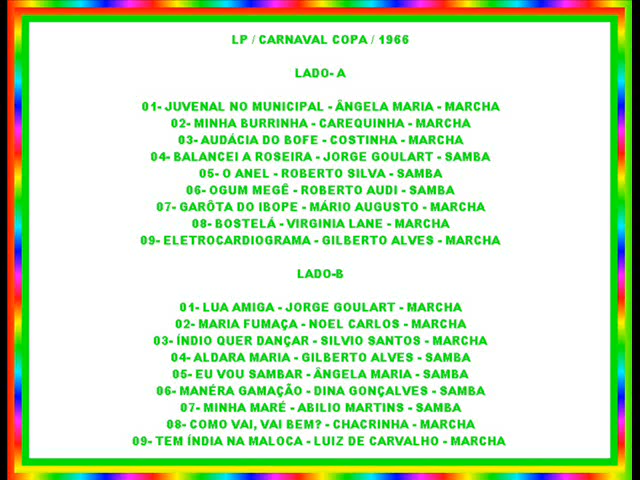 LP / CARNAVAL COPA / 1966
LADO- A
01- JUVENAL NO MUNICIPAL - ÂNGELA MARIA - MARCHA
02- MINHA BURRINHA - CAREQUINHA - MARCHA
03- AUDÁCIA DO BOFE - COSTINHA - MARCHA
04- BALANCEI A ROSEIRA - JORGE GOULART - SAMBA
05- O ANEL - ROBERTO SILVA - SAMBA
06- OGUM MEGÊ - ROBERTO AUDI - SAMBA
07- GARÔTA DO IBOPE - MÁRIO AUGUSTO - MARCHA
08- BOSTELÁ - VIRGINIA LANE - MARCHA
09- ELETROCARDIOGRAMA - GILBERTO ALVES - MARCHA
LADO-B
01- LUA AMIGA - JORGE GOULART - MARCHA
02- MARIA FUMAÇA - NOEL CARLOS - MARCHA
03- ÍNDIO QUER DANÇAR - SILVIO SANTOS - MARCHA
04- ALDARA MARIA - GILBERTO ALVES - SAMBA
05- EU VOU SAMBAR - ÂNGELA MARIA - SAMBA
06- MANÉRA GAMAÇÃO - DINA GONÇALVES - SAMBA
07- MINHA MARÉ - ABILIO MARTINS - SAMBA
08- COMO VAI, VAI BEM? - CHACRINHA - MARCHA
09- TEM ÍNDIA NA MALOCA - LUIZ DE CARVALHO - MARCHA